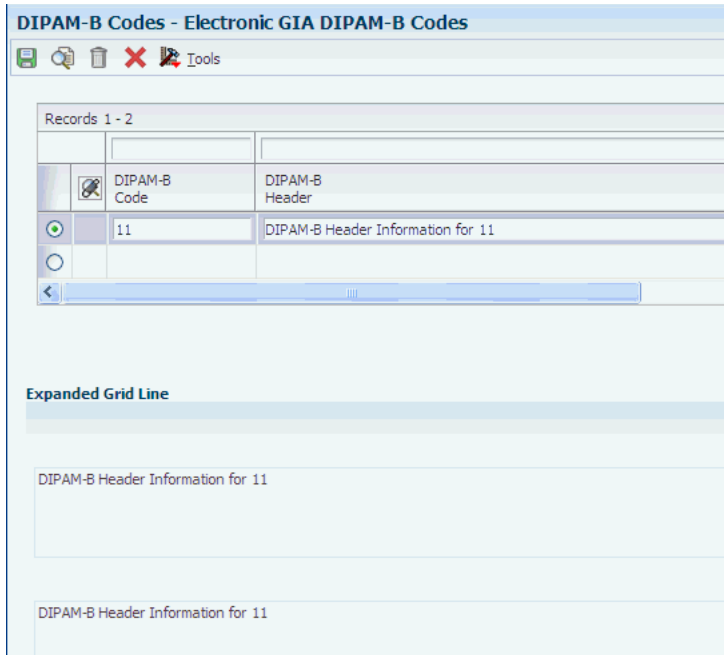 DIPAM-B Codes - Electronic GIA DIPAM-B Codes
Tools
Records 1 - 2
DIPAM-B Code
DIPAM-B Header
11
DIPAM-B Header Information for 11
Expanded Grid Line
DIPAM-B Header Information for 11
DIPAM-B Header Information for 11